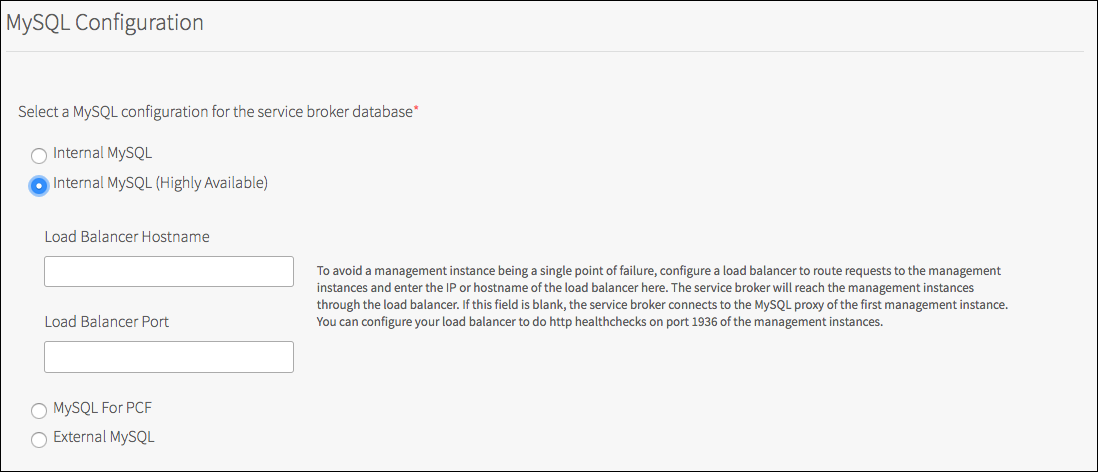 MySQL Configuration
Select a MySQL configuration for the service broker database*
Internal MySQL
Internal MySQL (Highly Available)
Load Balancer Hostname
To avoid a management instance being a single point of failure, configure a load balancer to route requests to the management
instances and enter the IP or hostname of the load balancer here. The service broker will reach the management instances
through the load balancer. If this field is blank, the service broker connects to the MySQL proxy of the first management instance.
You can configure your load balancer to do http healthchecks on port 1936 of the management instances.
Load Balancer Port
MySQL For PCF
External MySQL